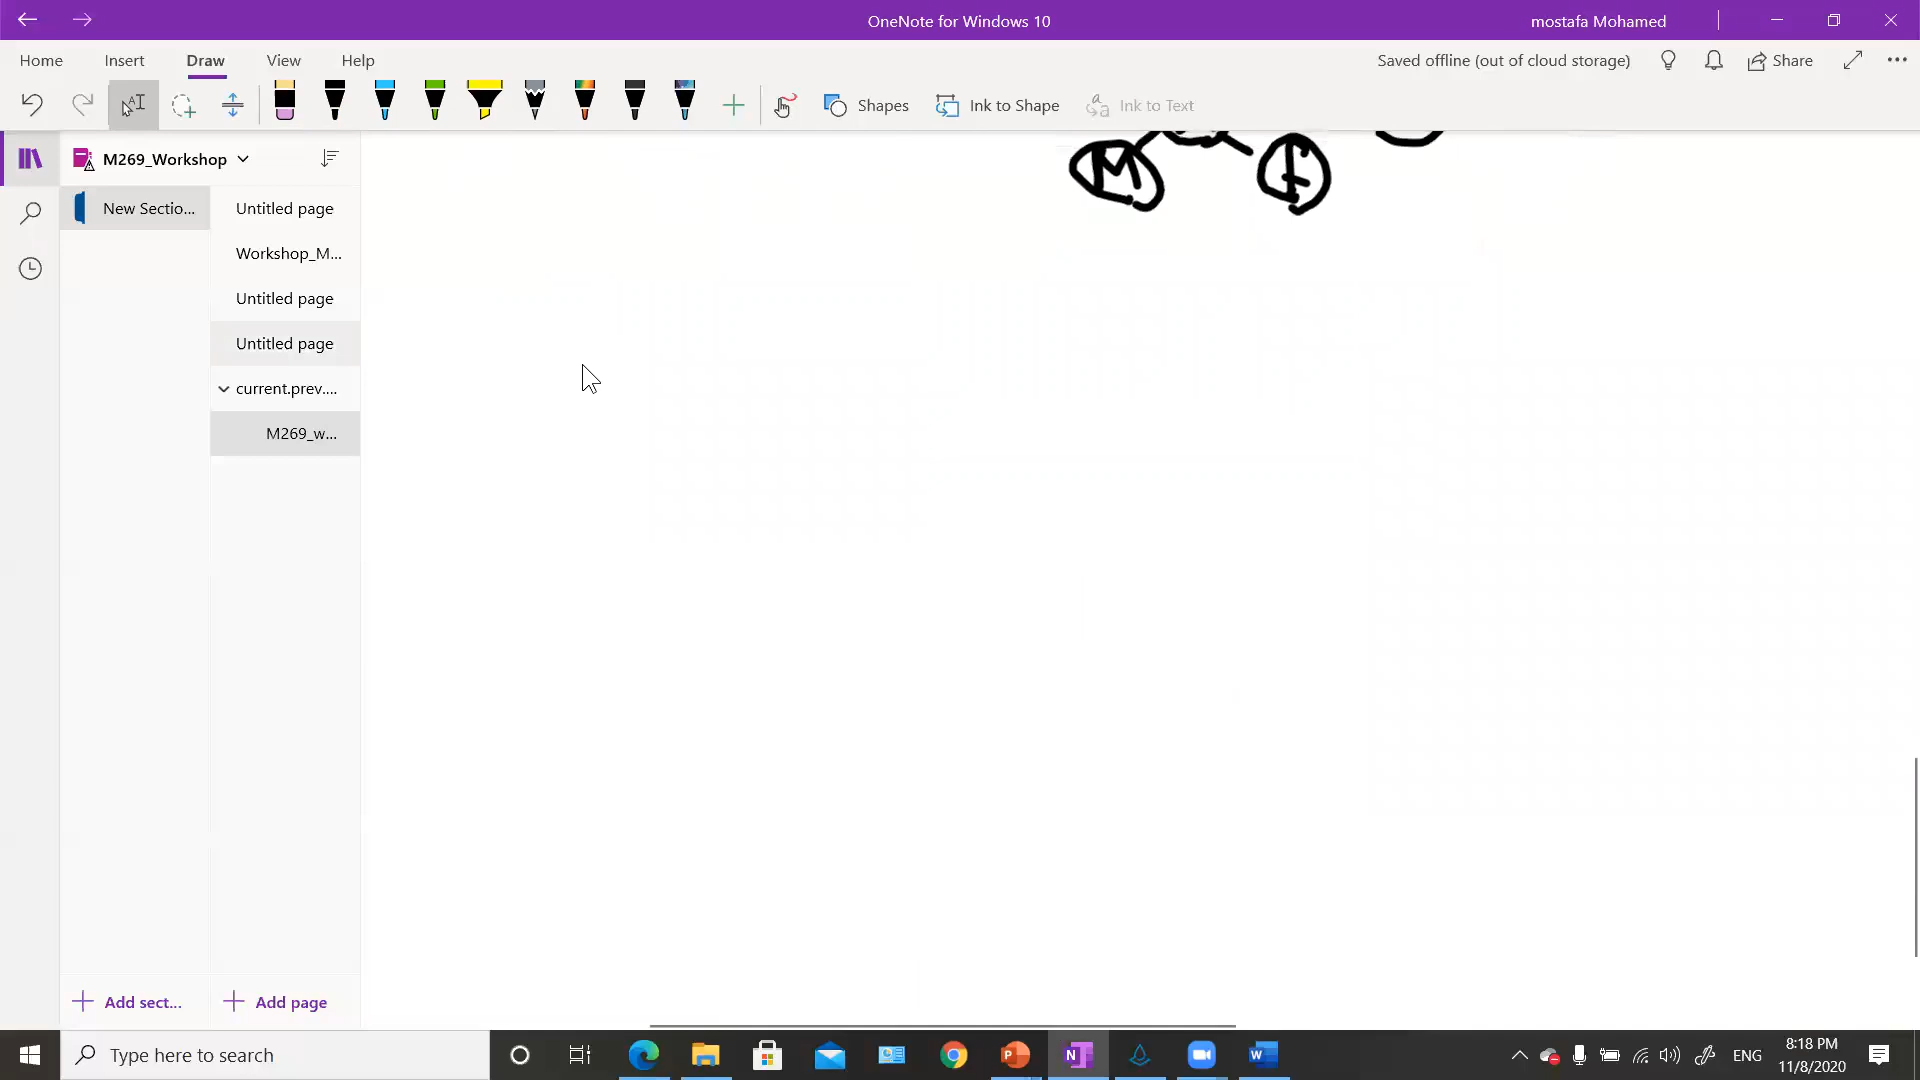 OneNote for Windows 10
mostafa Mohamed
Home Insert Draw View Help
Saved offline (out of cloud storage)
Share
Shapes
Ink to Shape
Ink to Text
M269_Workshop
New Sectio...
Untitled page
Workshop_M...
Untitled page
Untitled page
current.prev....
M269_w...
M
Add sect...
Add page
Type here to search
ENG
8:18 PM
11/8/2020